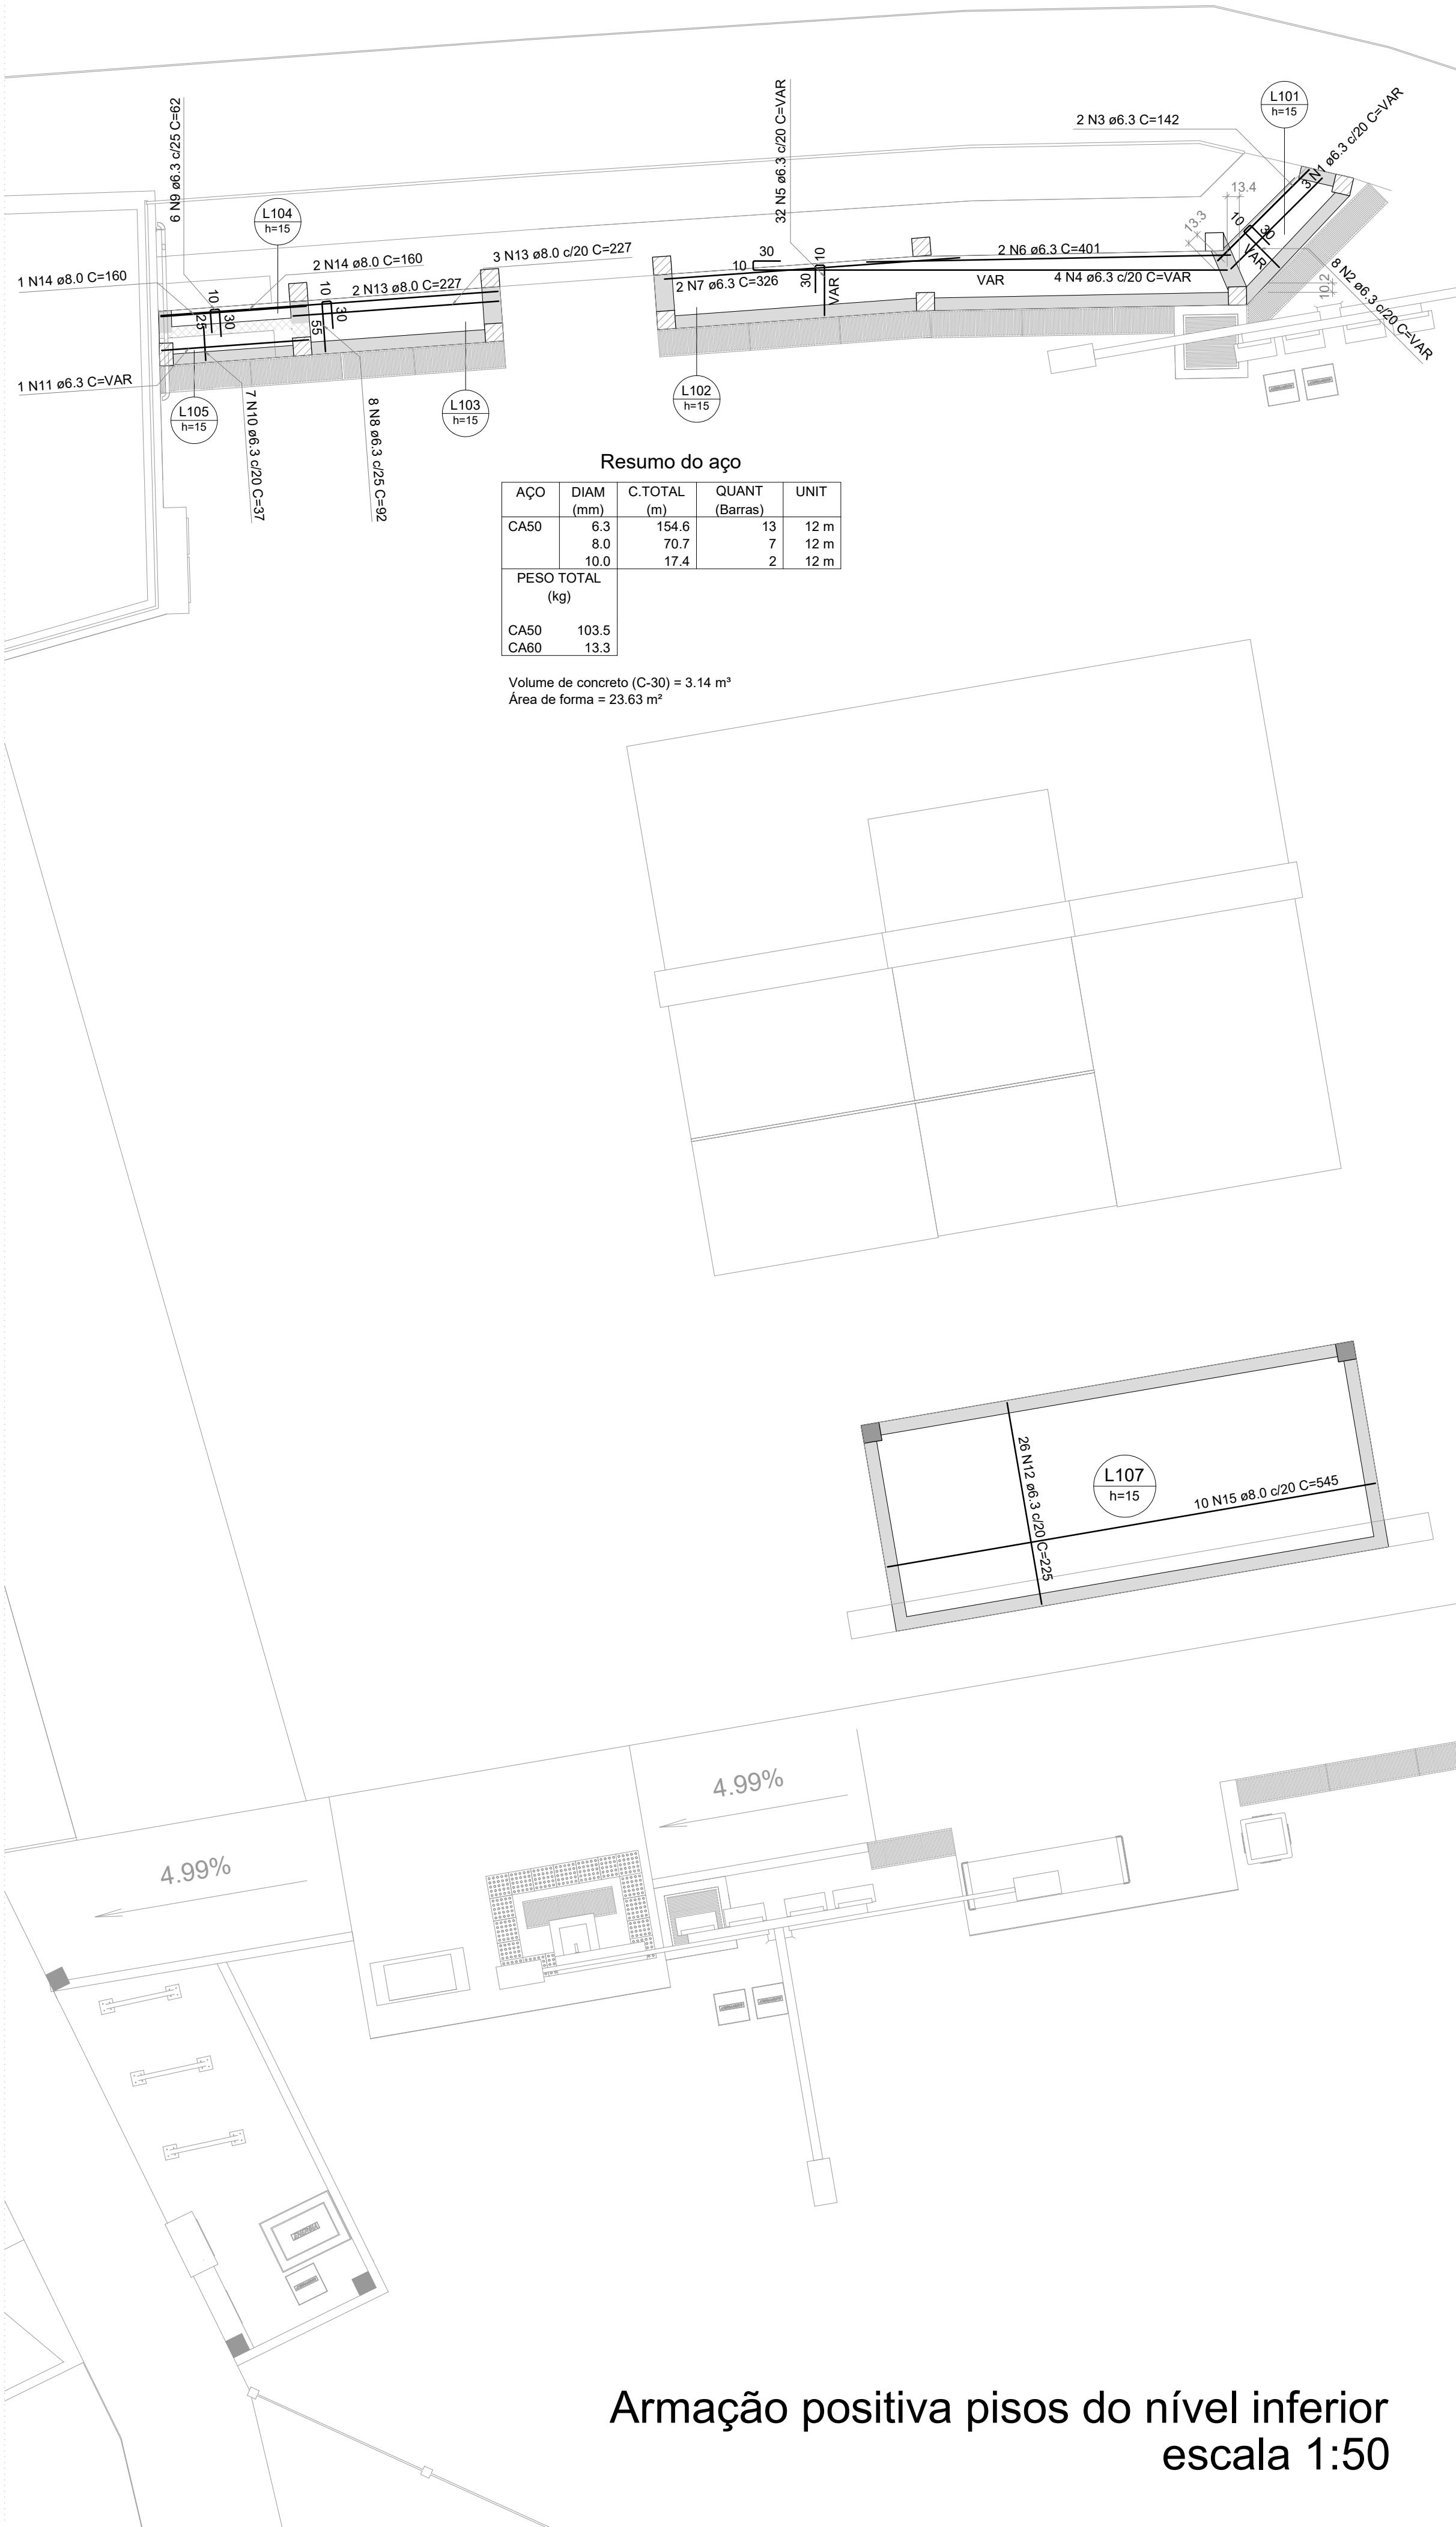 6 N9 ø6.3 c/25 C=62
32 N5 ø6.3 c/20 C=VAR
2 N3 ø6.3 C=142
L101
h=15
3 N1 ø6.3 c/20 C=VAR
13.4
13.3
10
30
VAR
8 N2 ø6.3 c/20 C=VAR
10.2
L104
h=15
1 N14 ø8.0 C=160
2 N14 ø8.0 C=160
3 N13 ø8.0 c/20 C=227
2 N13 ø8.0 C=227
10
30
25
10
30
55
30
10
2 N7 ø6.3 C=326
10
30
VAR
2 N6 ø6.3 C=401
VAR
4 N4 ø6.3 c/20 C=VAR
1 N11 ø6.3 C=VAR
L105
h=15
7 N10 ø6.3 c/20 C=37
8 N8 ø6.3 c/25 C=92
L103
h=15
L102
h=15
Resumo do aço
AÇO DIAM C.TOTAL QUANT UNIT
(mm) (m) (Barras)
CA50 6.3 154.6 13 12 m
8.0 70.7 7 12 m
10.0 17.4 2 12 m
PESO TOTAL
(kg)
CA50 103.5
CA60 13.3
Volume de concreto (C-30) = 3.14 m³
Área de forma = 23.63 m²
26 N12 ø6.3 c/20 C=225
L107
h=15
10 N15 ø8.0 c/20 C=545
4.99%
4.99%
Armação positiva pisos do nível inferior
escala 1:50